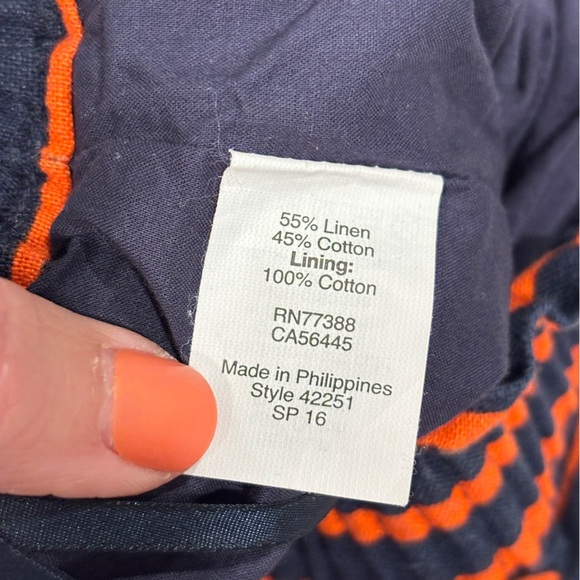 55% Linen
45% Cotton
Lining:
100% Cotton
RN77388
CA56445
Made in Philippines
Style 42251
SP 16